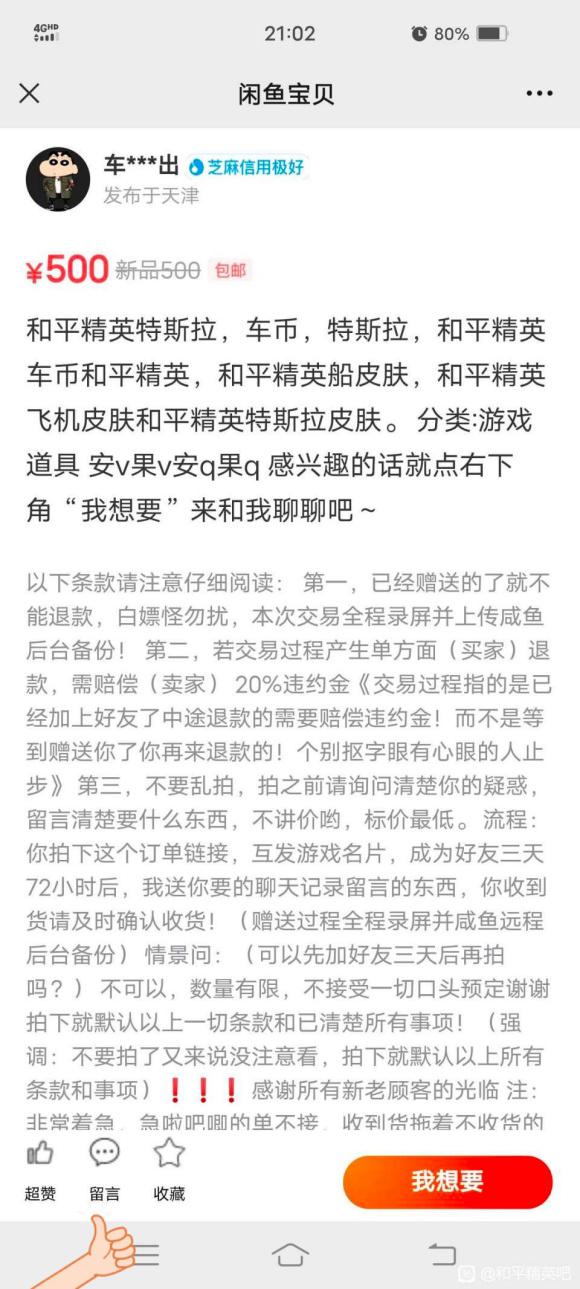 4GHD
21:02
80%
闲鱼宝贝
车***出 芝麻信用极好
发布于天津
¥500 新品500 包邮
和平精英特斯拉，车币，特斯拉，和平精英
车币和平精英，和平精英船皮肤，和平精英
飞机皮肤和平精英特斯拉皮肤。分类:游戏
道具 安v果v安q果q 感兴趣的话就点右下
角“我想要”来和我聊聊吧～
以下条款请注意仔细阅读： 第一，已经赠送的了就不
能退款，白嫖怪勿扰，本次交易全程录屏并上传咸鱼
后台备份！ 第二，若交易过程产生单方面（买家）退
款，需赔偿（卖家） 20%违约金《交易过程指的是已
经加上好友了中途退款的需要赔偿违约金！而不是等
到赠送你了你再来退款的！个别抠字眼有心眼的人止
步》 第三，不要乱拍，拍之前请询问清楚你的疑惑，
留言清楚要什么东西，不讲价哟，标价最低。 流程：
你拍下这个订单链接，互发游戏名片，成为好友三天
72小时后，我送你要的聊天记录留言的东西，你收到
货请及时确认收货！（赠送过程全程录屏并咸鱼远程
后台备份） 情景问：（可以先加好友三天后再拍
吗？） 不可以，数量有限，不接受一切口头预定谢谢
拍下就默认以上一切条款和已清楚所有事项！（强
调：不要拍了又来说没注意看，拍下就默认以上所有
条款和事项）❗❗❗ 感谢所有新老顾客的光临 注：
非常着急，急啦吧唧的单不接，收到货拖着不收货的
超赞 留言 收藏 我想要
@和平精英吧